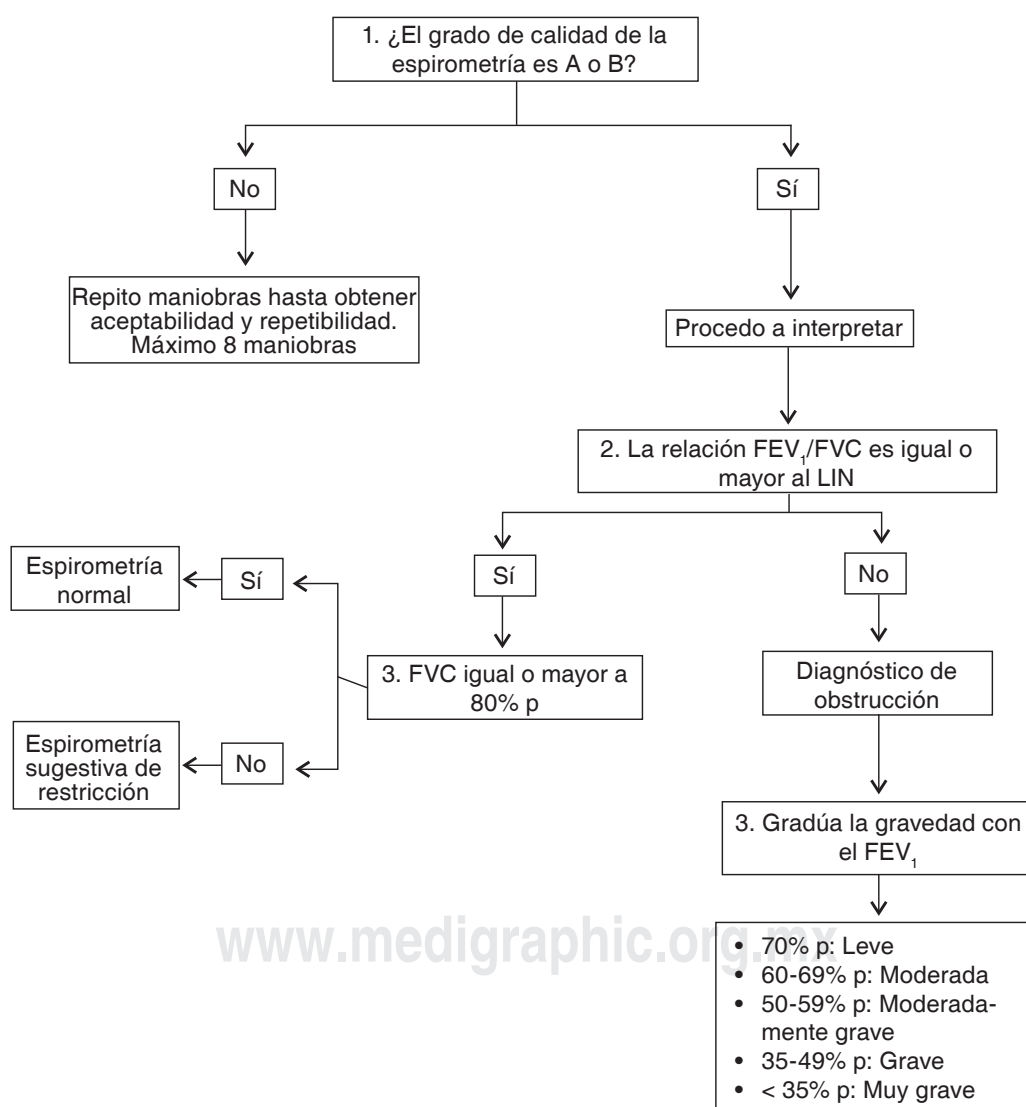 1. ¿El grado de calidad de la
espirometría es A o B?
No
Sí
Repito maniobras hasta obtener
aceptabilidad y repetibilidad.
Máximo 8 maniobras
Procedo a interpretar
2. La relación FEV1/FVC es igual o
mayor al LIN
Sí
No
Espirometría
normal
Sí
3. FVC igual o mayor a
80% p
Diagnóstico de
obstrucción
Espirometría
sugestiva de
restricción
No
3. Gradúa la gravedad con
el FEV1
www.medigraphic.org.mx
• 70% p: Leve
• 60-69% p: Moderada
• 50-59% p: Moderada-
mente grave
• 35-49% p: Grave
• < 35% p: Muy grave